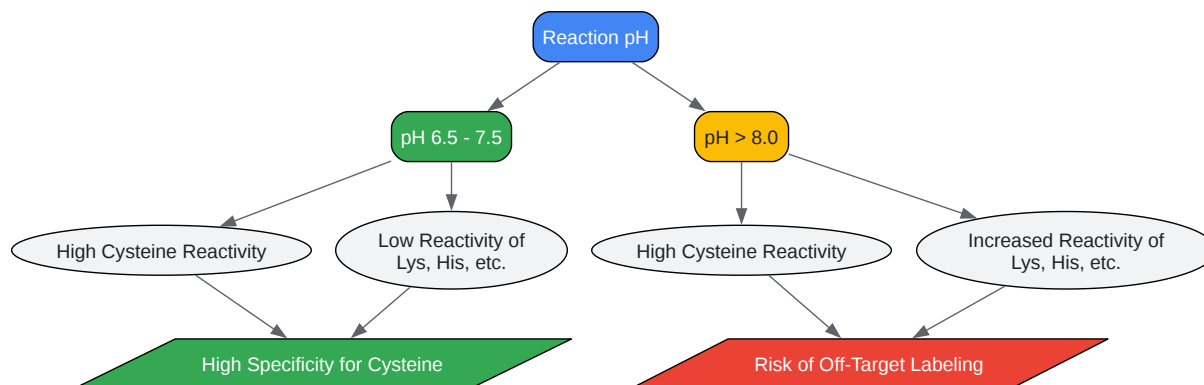 Reaction pH
pH 6.5 - 7.5
pH > 8.0
High Cysteine Reactivity
Low Reactivity of
Lys, His, etc.
High Cysteine Reactivity
Increased Reactivity of
Lys, His, etc.
High Specificity for Cysteine
Risk of Off-Target Labeling